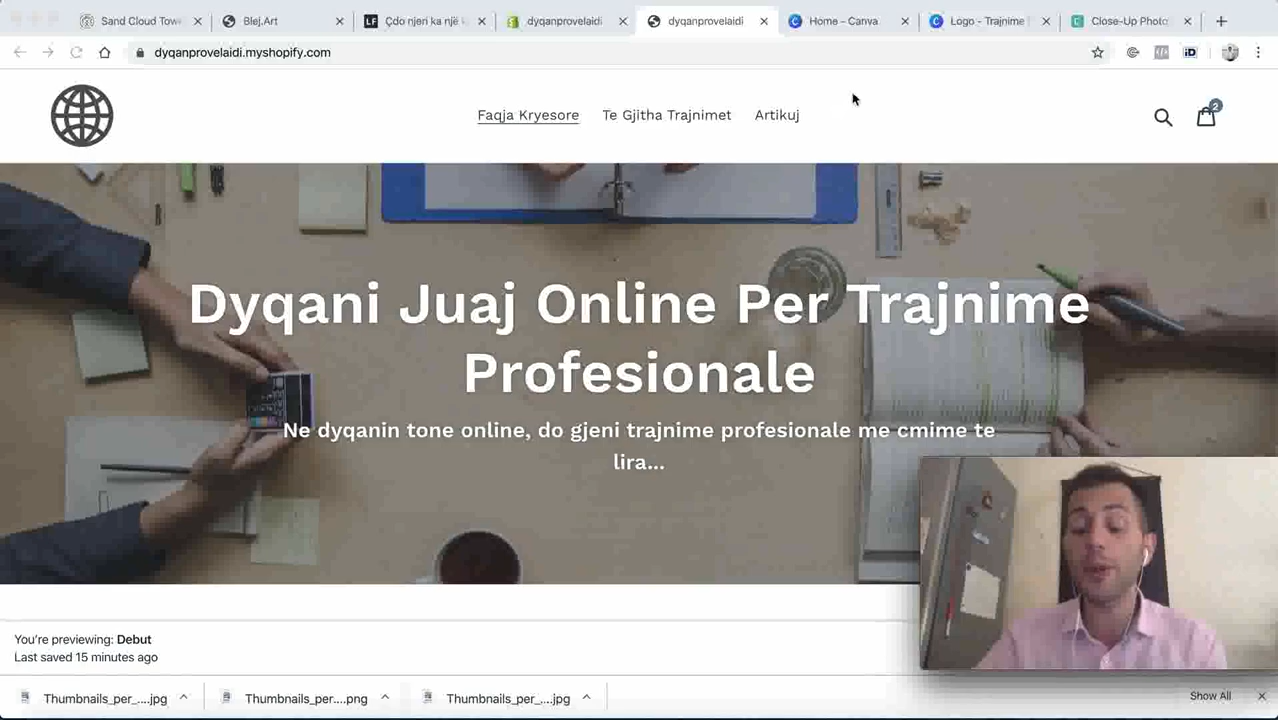 Sand Cloud Tow
Blej.Art
Çdo njeri ka një
dyqanprovelaidi
dyqanprovelaidi
Home – Canva
Logo - Trajnime
Close-Up Photo
dyqanprovelaidi.myshopify.com
Faqja Kryesore
Te Gjitha Trajnimet
Artikuj
2
Dyqani Juaj Online Per Trajnime
Profesionale
Ne dyqanin tone online, do gjeni trajnime profesionale me cmime te
lira...
You're previewing: Debut
Last saved 15 minutes ago
Thumbnails_per_....jpg
Thumbnails_per....png
Thumbnails_per_....jpg
Show All